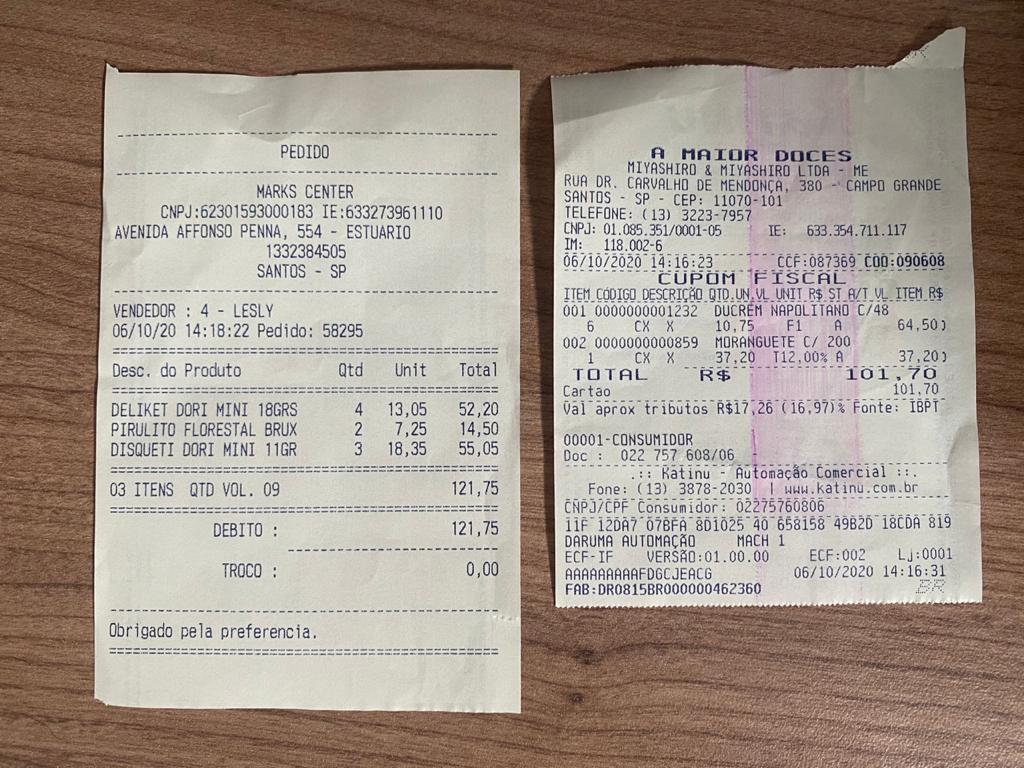 PEDIDO
MARKS CENTER
CNPJ:62301593000183 IE:633273961110
AVENIDA AFFONSO PENNA, 554 - ESTUARIO
1332384505
SANTOS - SP
VENDEDOR : 4 - LESLY
06/10/20 14:18:22 Pedido: 58295
Desc. do Produto Qtd Unit Total
DELIKET DORI MINI 18GRS 4 13,05 52,20
PIRULITO FLORESTAL BRUX 2 7,25 14,50
DISQUETI DORI MINI 11GR 3 18,35 55,05
03 ITENS QTD VOL. 09 121,75
DEBITO : 121,75
TROCO : 0,00
Obrigado pela preferencia.
A MAIOR DOCES
MIYASHIRO & MIYASHIRO LTDA - ME
RUA DR. CARVALHO DE MENDONÇA, 380 - CAMPO GRANDE
SANTOS - SP - CEP: 11070-101
TELEFONE: (13) 3223-7957
CNPJ: 01.085.351/0001-05 IE: 633.354.711.117
IM: 118.002-6
06/10/2020 14:16:23 CCF:087369 COO:090608
CUPOM FISCAL
ITEM CÓDIGO DESCRIÇÃO QTD.UN.VL UNIT R$ ST A/T VL ITEM R$
001 0000000001232 DUCREM NAPOLITANO C/48
6 CX X 10,75 F1 A 64,50)
002 0000000000859 MORANGUETE C/ 200
1 CX X 37,20 T12,00% A 37,20)
TOTAL R$ 101,70
Cartao 101,70
Val aprox tributos R$17,26 (16,97)% Fonte: IBPT
00001-CONSUMIDOR
Doc : 022 757 608/06 -
.:: Katinu - Automação Comercial ::.
Fone: (13) 3878-2030 | www.katinu.com.br
CNPJ/CPF Consumidor: 02275760806
11F 12DA7 07BFA 8D1025 40 658158 49B2D 18CDA 819
DARUMA AUTOMAÇÃO MACH 1
ECF-IF VERSÃO:01.00.00 ECF:002 Lj:0001
AAAAAAAAAFDGCJEACG 06/10/2020 14:16:31
FAB:DR0815BR000000462360 BR